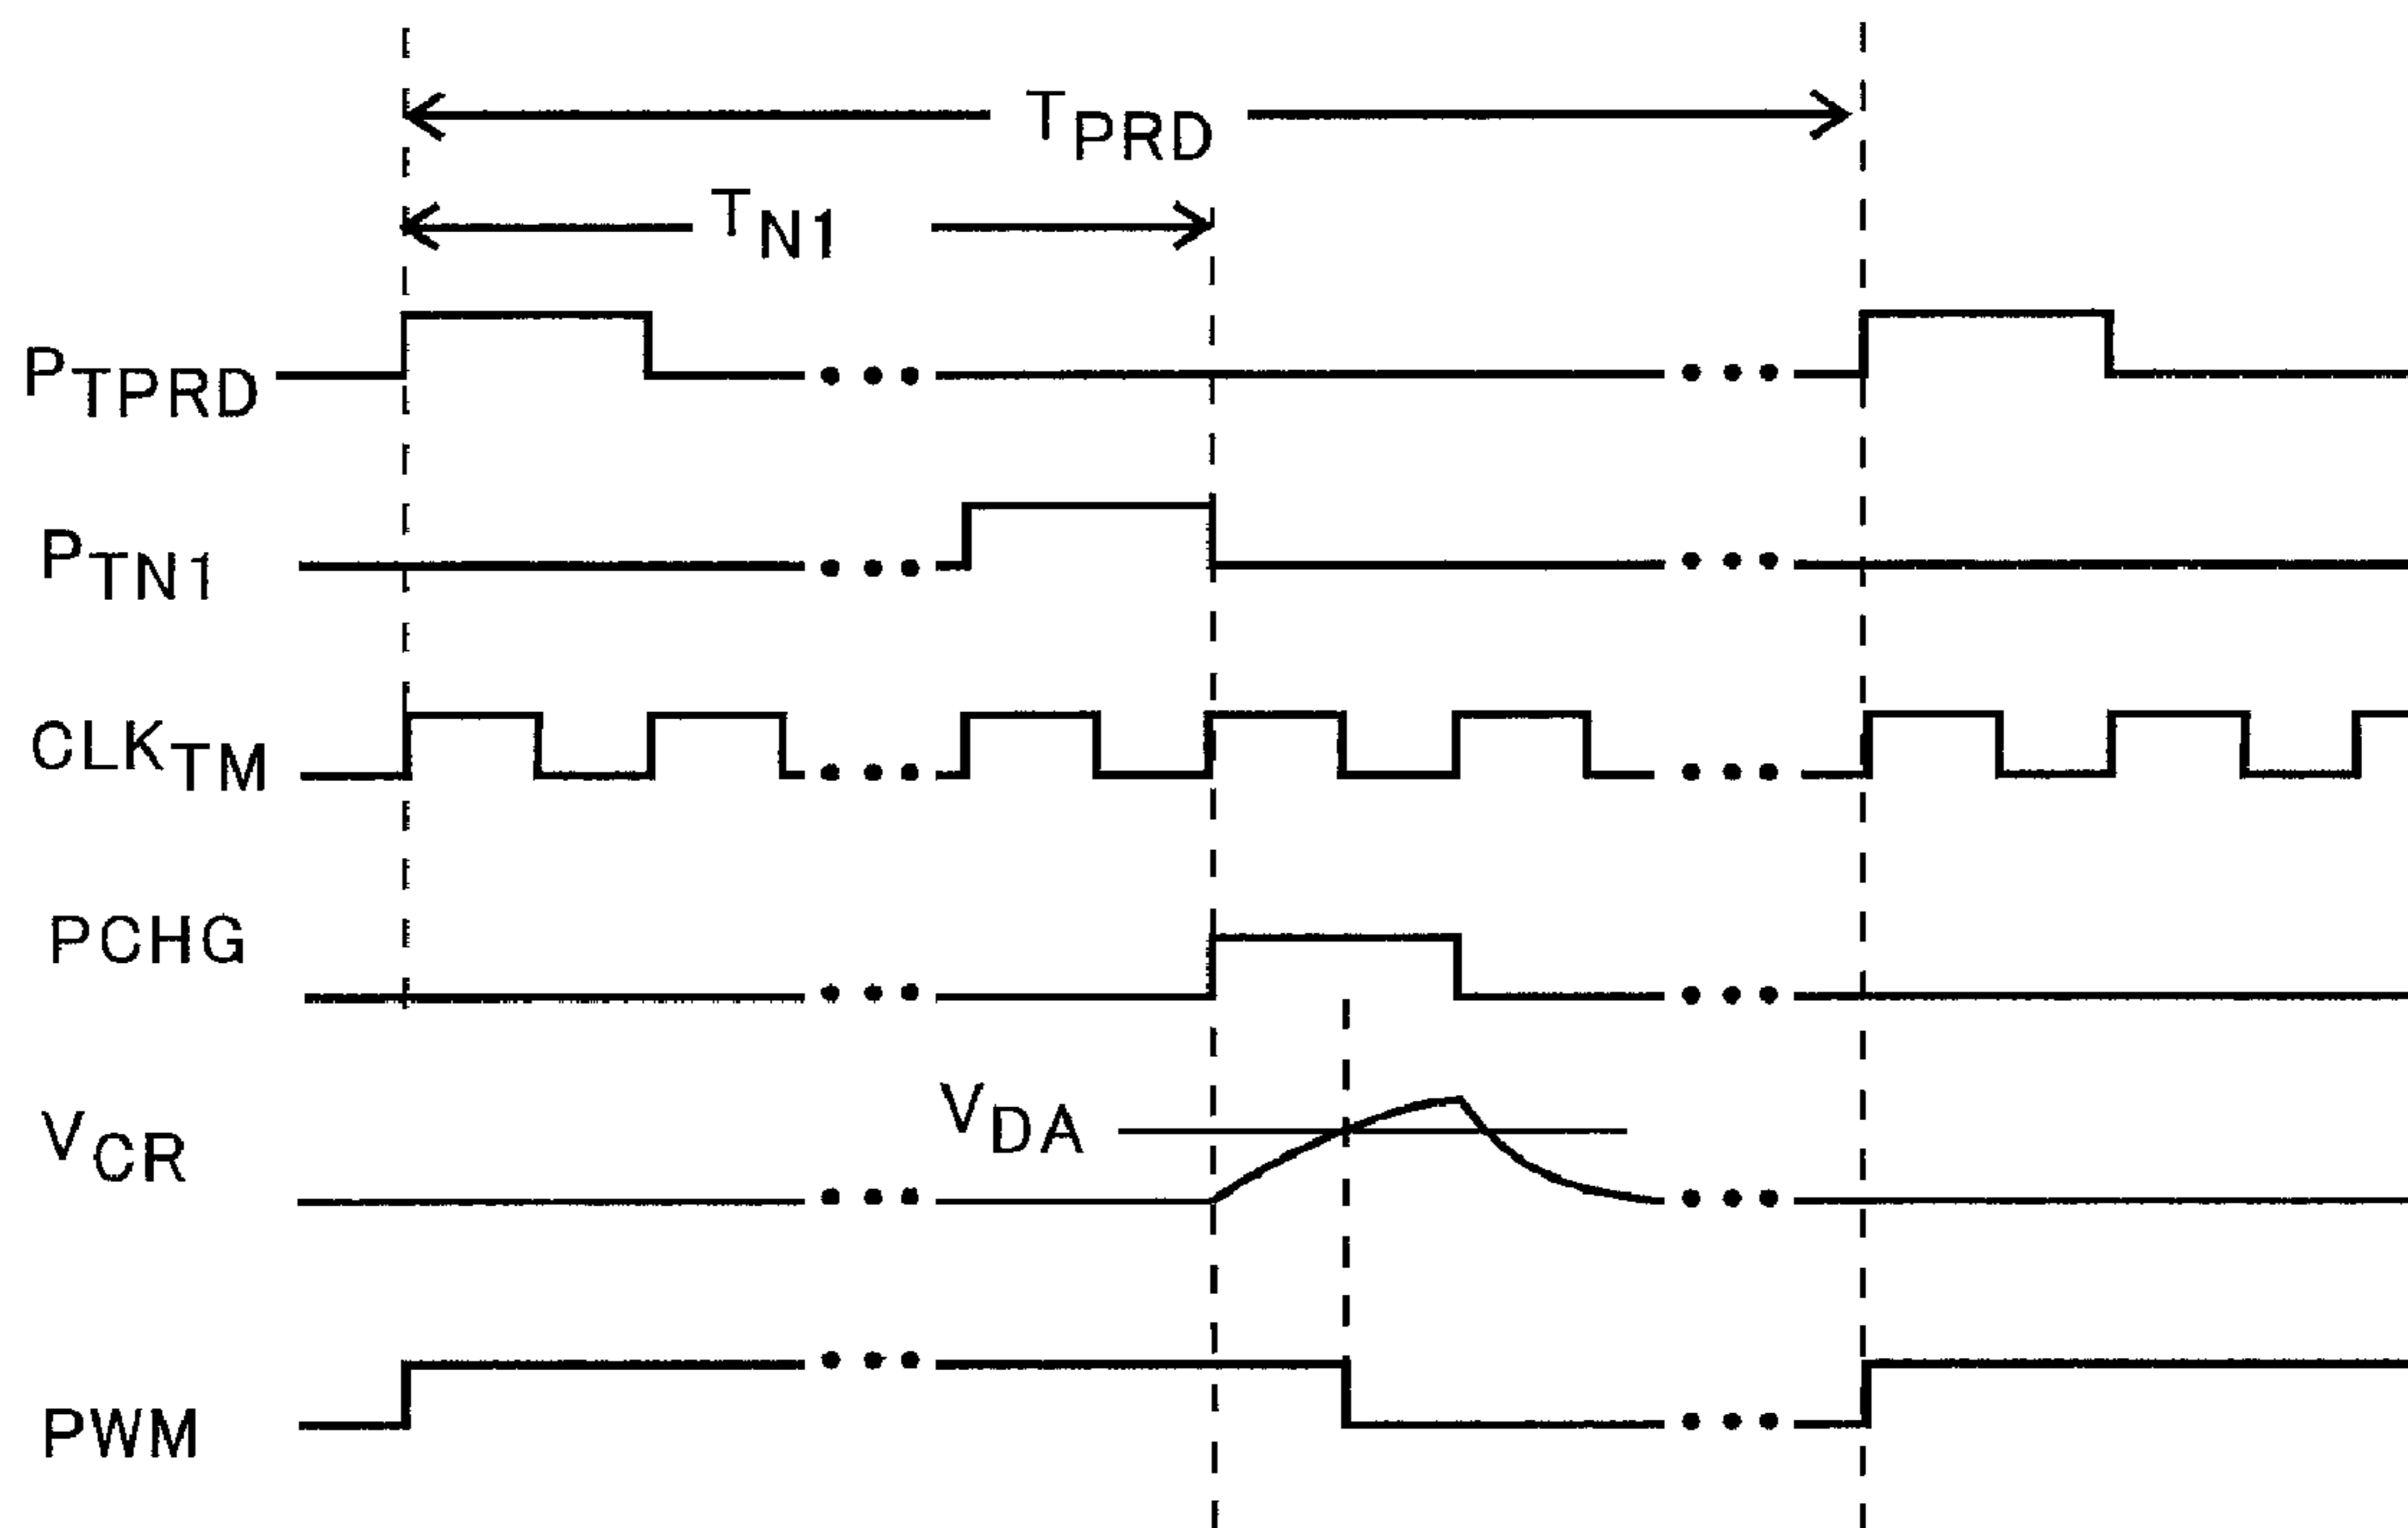 TPRD
TN1
PTPRD
PTN1
CLKTM
PCHG
VDA
VCR
PWM